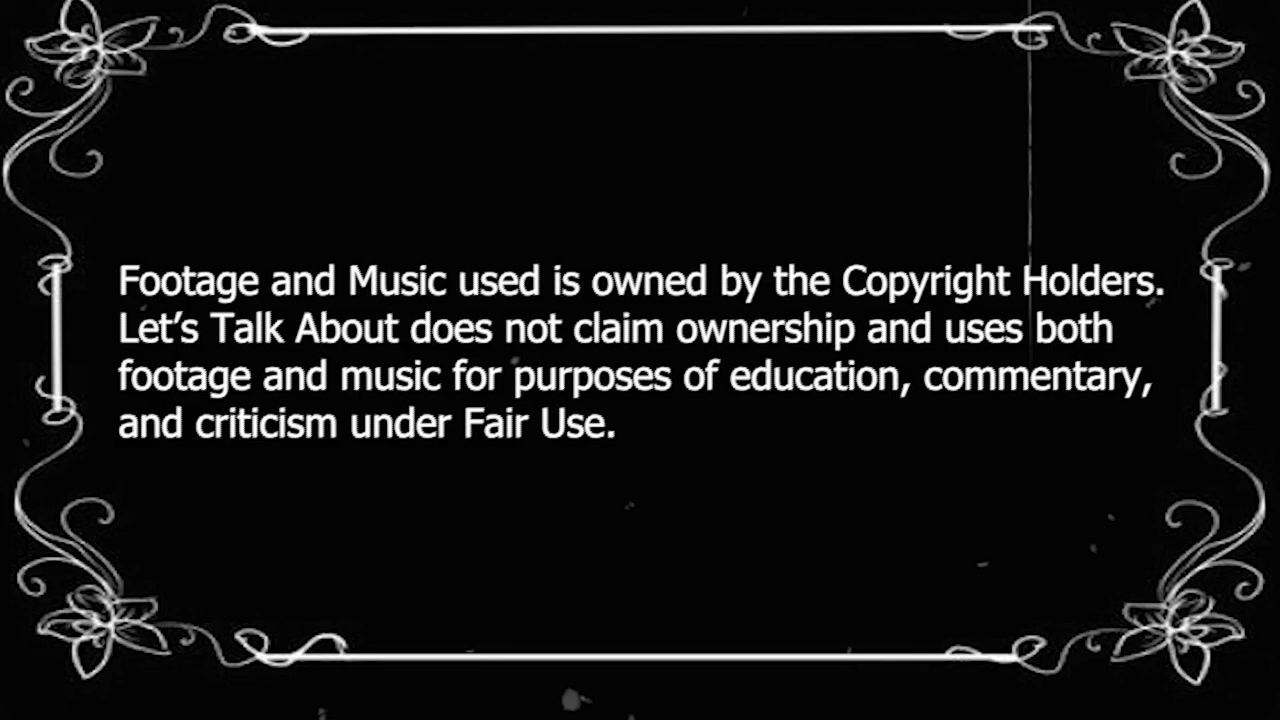 Footage and Music used is owned by the Copyright Holders.
Let’s Talk About does not claim ownership and uses both
footage and music for purposes of education, commentary,
and criticism under Fair Use.